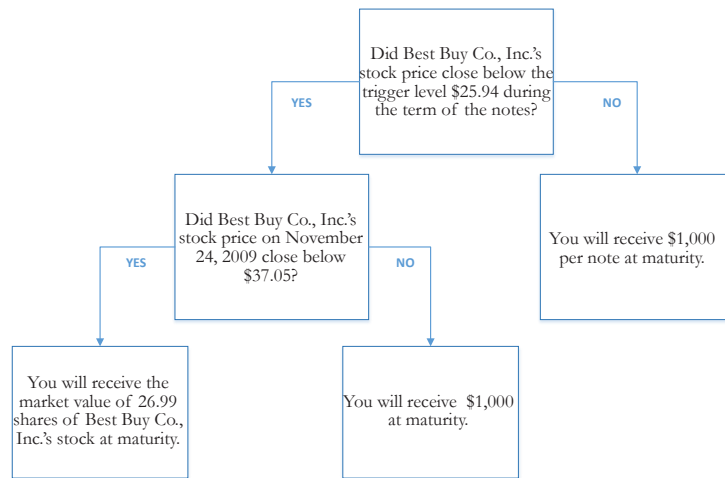 Did Best Buy Co., Inc.'s
stock price close below the
trigger level $25.94 during
the term of the notes?
YES
NO
Did Best Buy Co., Inc.'s
stock price on November
24, 2009 close below
$37.05?
You will receive $1,000
per note at maturity.
YES
NO
You will receive the
market value of 26.99
shares of Best Buy Co.,
Inc.'s stock at maturity.
You will receive $1,000
at maturity.